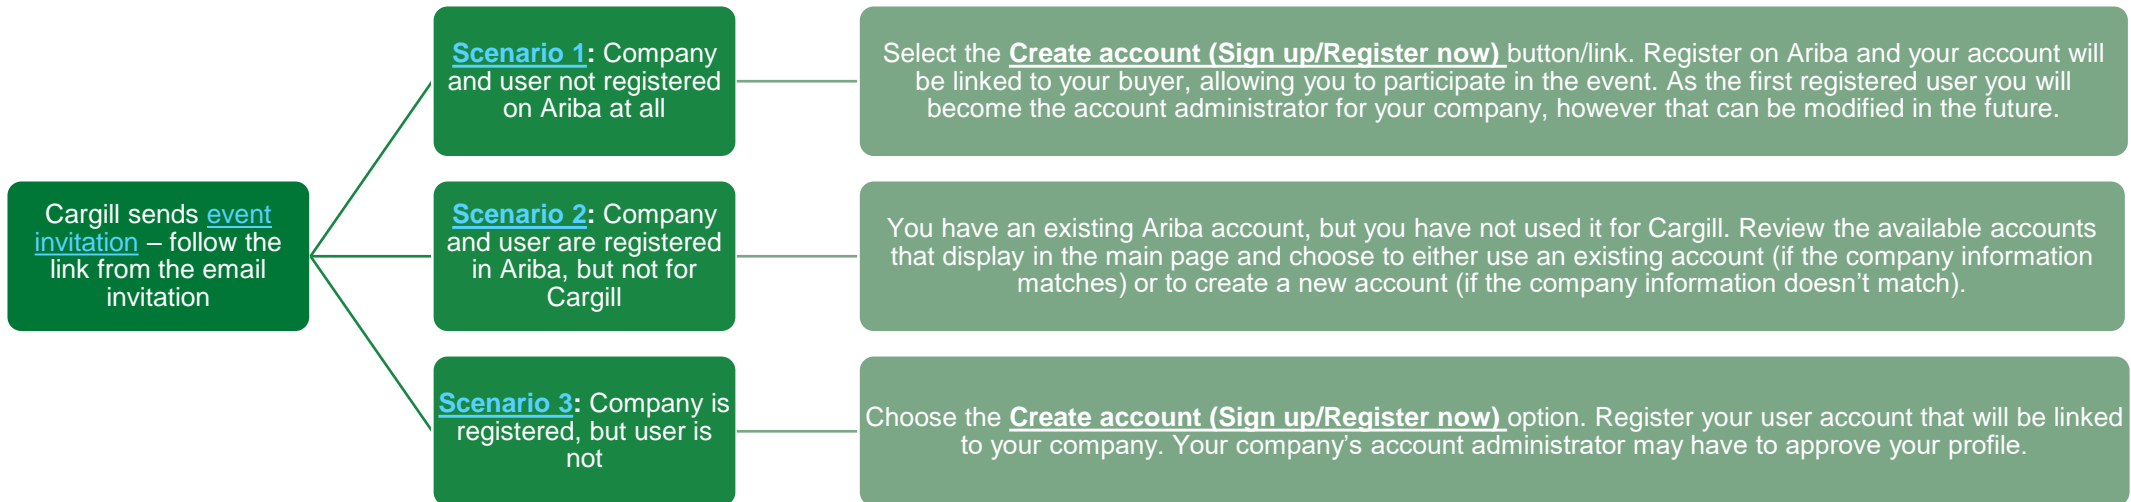 Cargill sends event
invitation – follow the
link from the email
invitation
Scenario 1: Company
and user not registered
on Ariba at all
Select the Create account (Sign up/Register now) button/link. Register on Ariba and your account will
be linked to your buyer, allowing you to participate in the event. As the first registered user you will
become the account administrator for your company, however that can be modified in the future.
Scenario 2: Company
and user are registered
in Ariba, but not for
Cargill
You have an existing Ariba account, but you have not used it for Cargill. Review the available accounts
that display in the main page and choose to either use an existing account (if the company information
matches) or to create a new account (if the company information doesn’t match).
Scenario 3: Company is
registered, but user is
not
Choose the Create account (Sign up/Register now) option. Register your user account that will be linked
to your company. Your company’s account administrator may have to approve your profile.